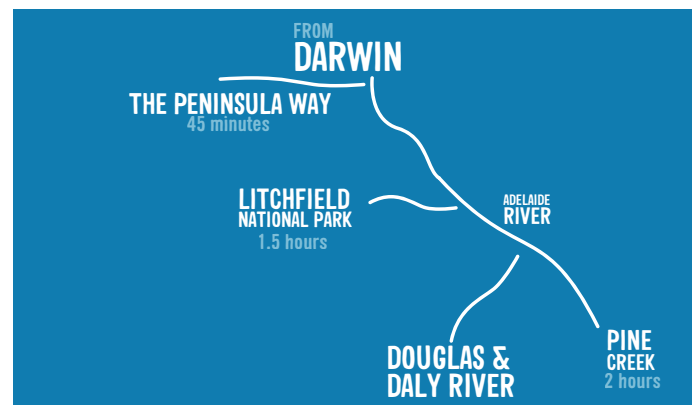 FROM
DARWIN
THE PENINSULA WAY
45 minutes
LITCHFIELD
NATIONAL PARK
1.5 hours
ADELAIDE
RIVER
DOUGLAS &
DALY RIVER
PINE
CREEK
2 hours